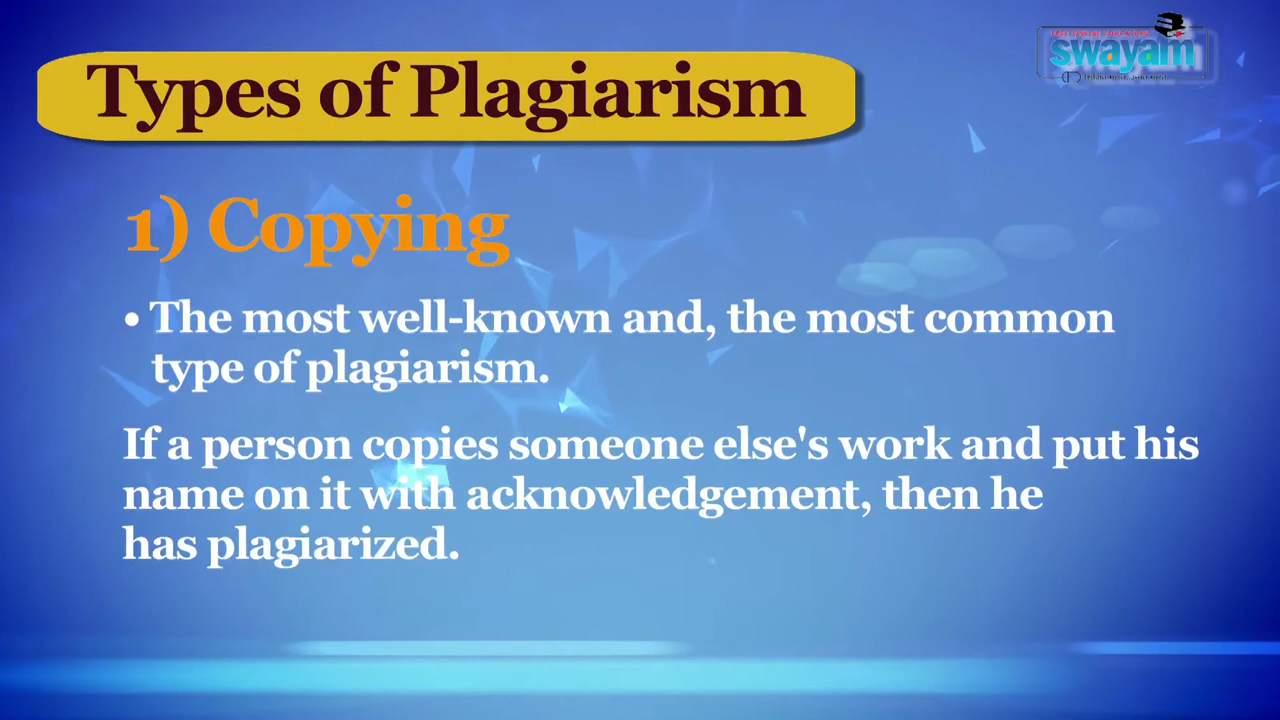 swayam
Types of Plagiarism
1) Copying
• The most well-known and, the most common
type of plagiarism.
If a person copies someone else's work and put his
name on it with acknowledgement, then he
has plagiarized.